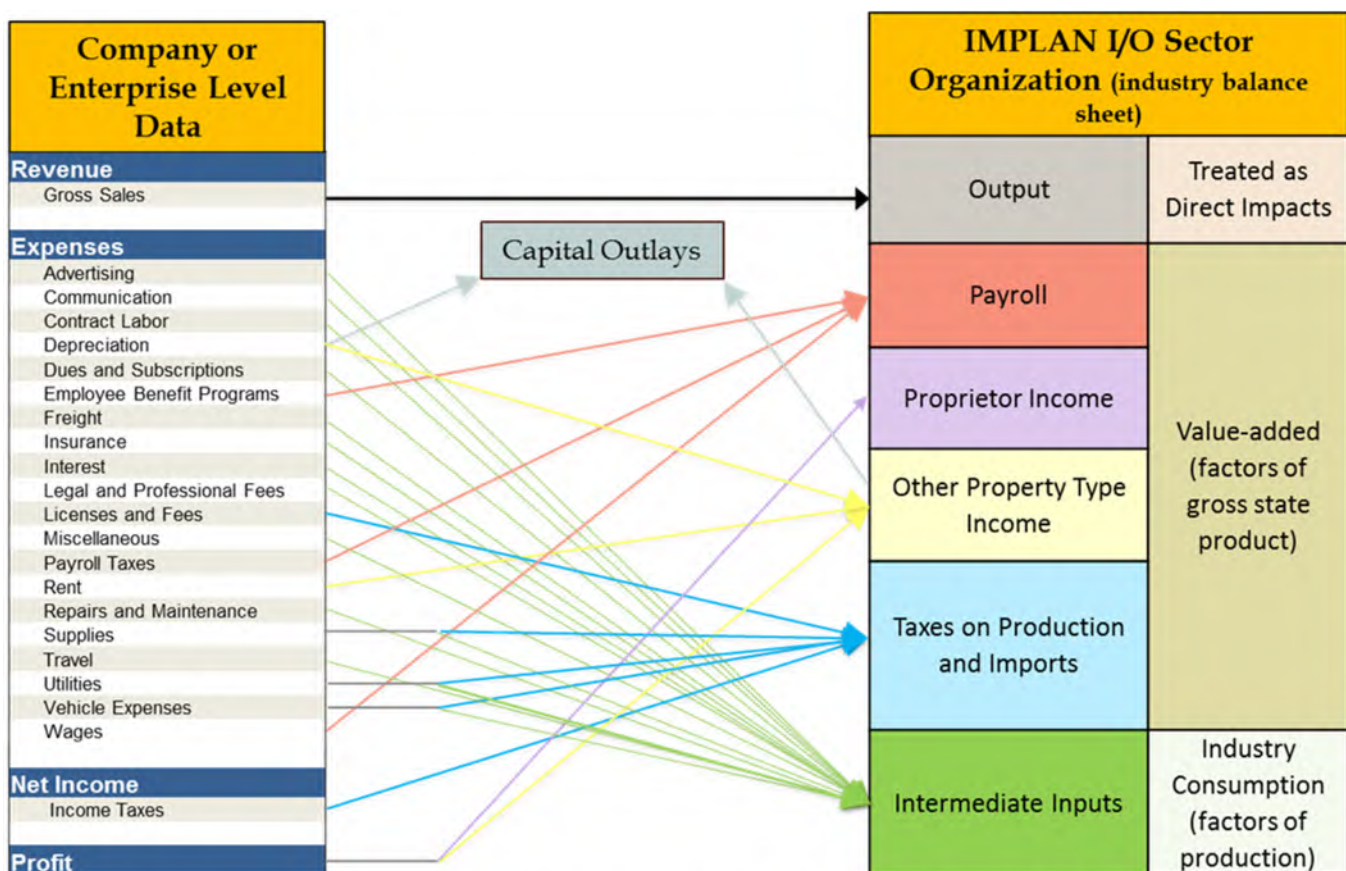 Company or
Enterprise Level
Data
Revenue
Gross Sales
Expenses
Advertising
Communication
Contract Labor
Depreciation
Dues and Subscriptions
Employee Benefit Programs
Freight
Insurance
Interest
Legal and Professional Fees
Licenses and Fees
Miscellaneous
Payroll Taxes
Rent
Repairs and Maintenance
Supplies
Travel
Utilities
Vehicle Expenses
Wages
Net Income
Income Taxes
Profit
Capital Outlays
IMPLAN I/O Sector
Organization (industry balance
sheet)
Output
Treated as
Direct Impacts
Payroll
Proprietor Income
Other Property Type
Income
Taxes on Production
and Imports
Value-added
(factors of
gross state
product)
Intermediate Inputs
Industry
Consumption
(factors of
production)